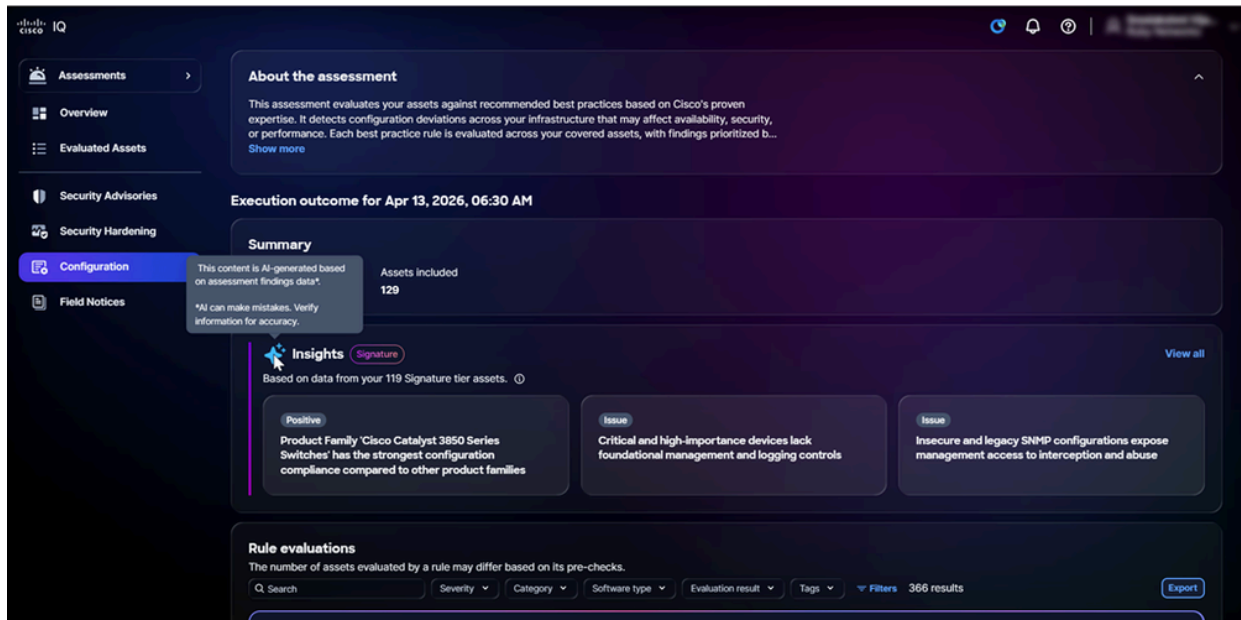 CISCO IQ
Assessments
Overview
Evaluated Assets
Security Advisories
Security Hardening
Configuration
Field Notices
About the assessment
This assessment evaluates your assets against recommended best practices based on Cisco's proven
expertise. It detects configuration deviations across your infrastructure that may affect availability, security,
or performance. Each best practice rule is evaluated across your covered assets, with findings prioritized b...
Show more
Execution outcome for Apr 13, 2026, 06:30 AM
Summary
Assets included
129
This content is AI-generated based
on assessment findings data*.
*AI can make mistakes. Verify
information for accuracy.
Insights Signature View all
Based on data from your 119 Signature tier assets.
Positive
Product Family 'Cisco Catalyst 3850 Series
Switches' has the strongest configuration
compliance compared to other product families
Issue
Critical and high-importance devices lack
foundational management and logging controls
Issue
Insecure and legacy SNMP configurations expose
management access to interception and abuse
Rule evaluations
The number of assets evaluated by a rule may differ based on its pre-checks.
Search Severity Category Software type Evaluation result Tags Filters 366 results Export